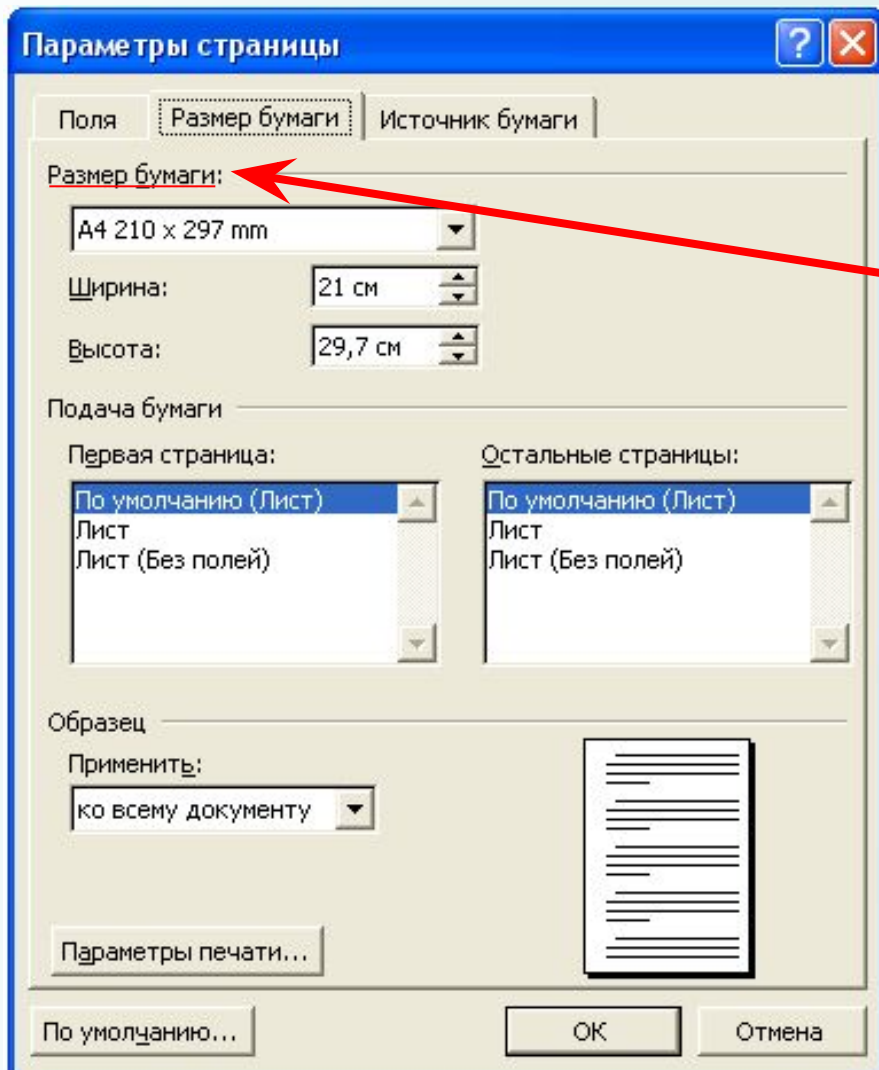 Параметры страницы
Поля Размер бумаги Источник бумаги
Размер бумаги:
A4 210 x 297 mm
Ширина: 21 см
Высота: 29,7 см
Подача бумаги
Первая страница: Остальные страницы:
По умолчанию (Лист) По умолчанию (Лист)
Лист Лист
Лист (Без полей) Лист (Без полей)
Образец
Применить:
ко всему документу
Параметры печати...
По умолчанию... ОК Отмена